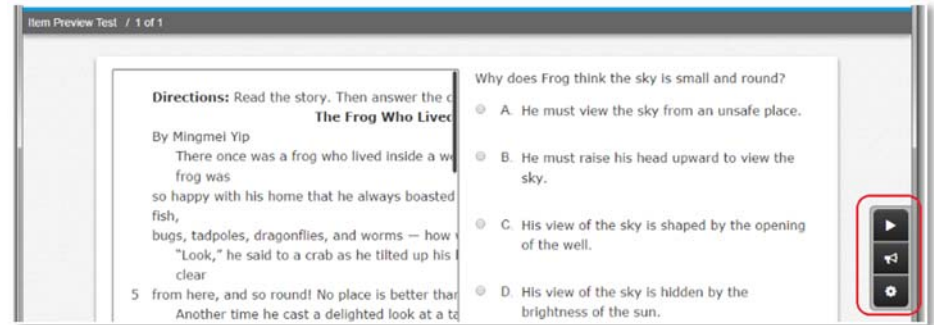 Item Preview Test / 1 of 1
Directions: Read the story. Then answer the
The Frog Who Lived
By Mingmei Yip
There once was a frog who lived inside a
frog was
so happy with his home that he always boasted
fish,
bugs, tadpoles, dragonflies, and worms — how
"Look," he said to a crab as he tilted up his
clear
5 from here, and so round! No place is better than
Another time he cast a delighted look at a
Why does Frog think the sky is small and round?
A. He must view the sky from an unsafe place.
B. He must raise his head upward to view the
sky.
C. His view of the sky is shaped by the opening
of the well.
D. His view of the sky is hidden by the
brightness of the sun.